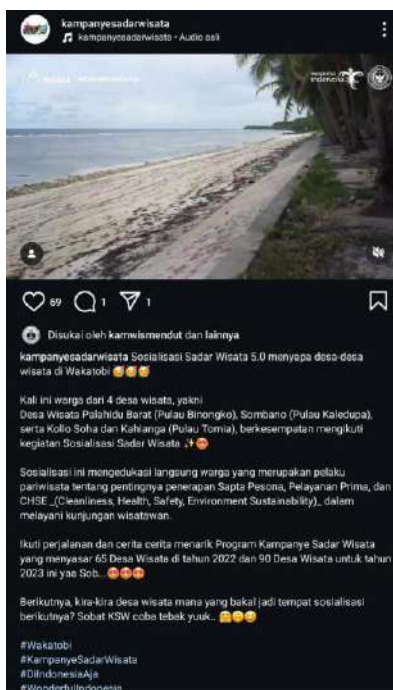 kampanyesadarwisata
kampanyesadarwisata • Audio asli
indonesia
69 1 1
Disukai oleh kamwismendut dan lainnya
kampanyesadarwisata Sosialisasi Sadar Wisata 5.0 menyapa desa-desa
wisata di Wakatobi 🥰🥰🥰
Kali ini warga dari 4 desa wisata, yakni
Desa Wisata Palahidu Barat (Pulau Binongko), Sombano (Pulau Kaledupa),
serta Kollo Soha dan Kahianga (Pulau Tomia), berkesempatan mengikuti
kegiatan Sosialisasi Sadar Wisata ✨😍
Sosialisasi ini mengedukasi langsung warga yang merupakan pelaku
pariwisata tentang pentingnya penerapan Sapta Pesona, Pelayanan Prima, dan
CHSE _(Cleanliness, Health, Safety, Environment Sustainability)_ dalam
melayani kunjungan wisatawan.
Ikuti perjalanan dan cerita cerita menarik Program Kampanye Sadar Wisata
yang menyasar 65 Desa Wisata di tahun 2022 dan 90 Desa Wisata untuk tahun
2023 ini yaa Sob... 😍😍😍
Berikutnya, kira-kira desa wisata mana yang bakal jadi tempat sosialisasi
berikutnya? Sobat KSW coba tebak yuuk.. 🤗😊😊
#Wakatobi
#KampanyeSadarWisata
#DiIndonesiaAja
#WonderfulIndonesia